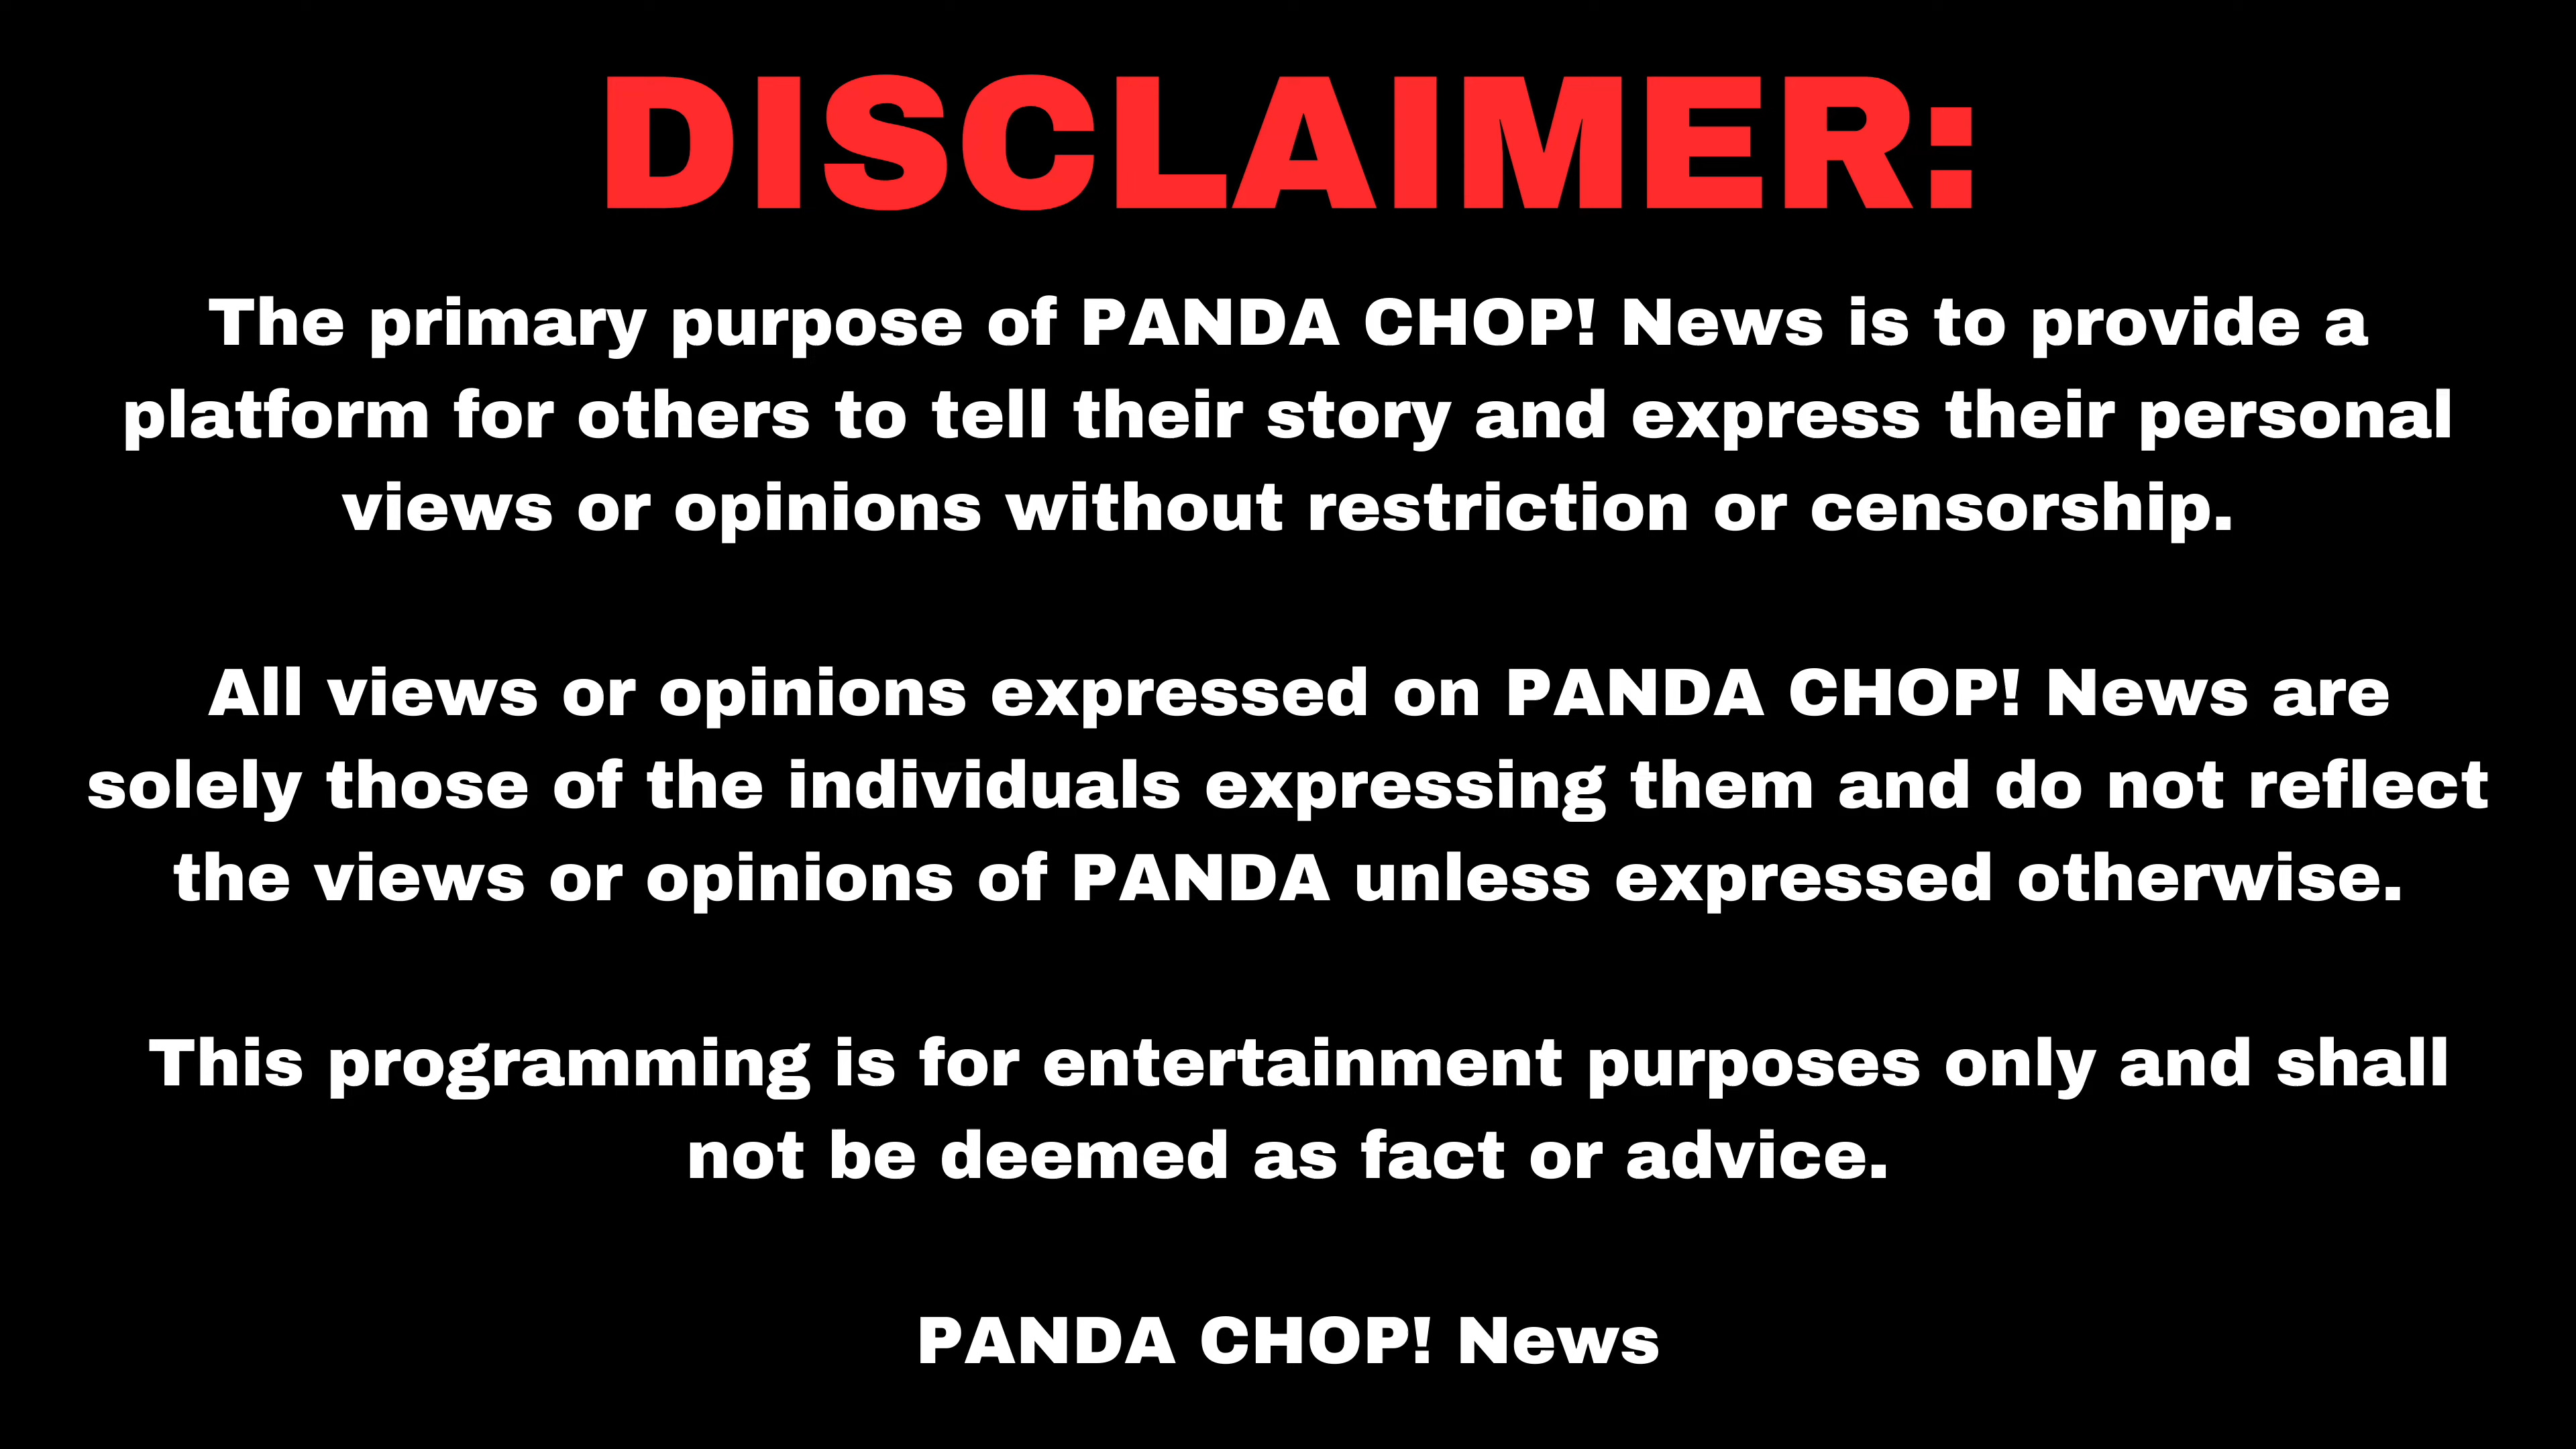 DISCLAIMER:
The primary purpose of PANDA CHOP! News is to provide a
platform for others to tell their story and express their personal
views or opinions without restriction or censorship.
All views or opinions expressed on PANDA CHOP! News are
solely those of the individuals expressing them and do not reflect
the views or opinions of PANDA unless expressed otherwise.
This programming is for entertainment purposes only and shall
not be deemed as fact or advice.
PANDA CHOP! News